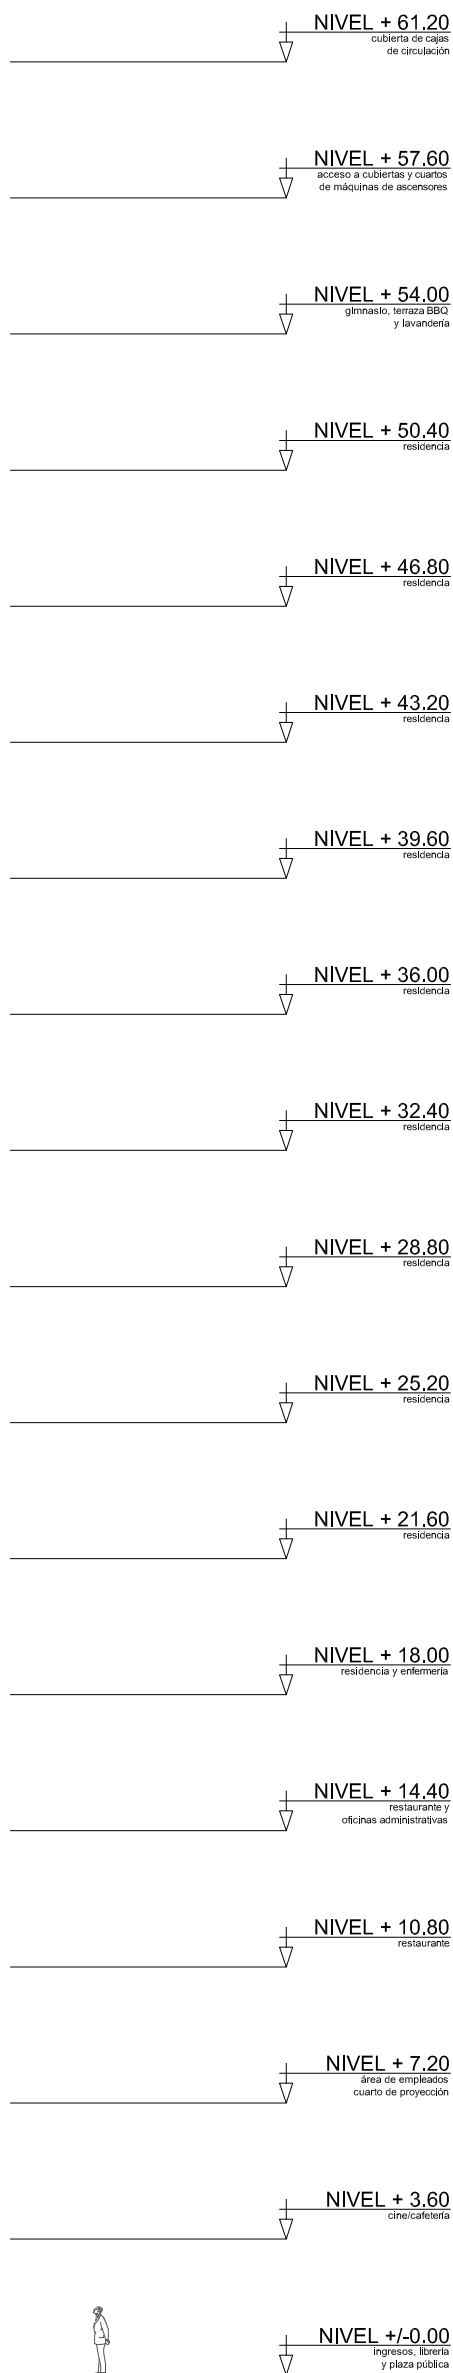 NIVEL + 61.20
cubierta de cajas
de circulación
NIVEL + 57.60
acceso a cubiertas y cuartos
de máquinas de ascensores
NIVEL + 54.00
gimnasio, terraza BBQ
y lavandería
NIVEL + 50.40
residencia
NIVEL + 46.80
residencia
NIVEL + 43.20
residencia
NIVEL + 39.60
residencia
NIVEL + 36.00
residencia
NIVEL + 32.40
residencia
NIVEL + 28.80
residencia
NIVEL + 25.20
residencia
NIVEL + 21.60
residencia
NIVEL + 18.00
residencia y enfermería
NIVEL + 14.40
restaurante y
oficinas administrativas
NIVEL + 10.80
restaurante
NIVEL + 7.20
área de empleados
cuarto de proyección
NIVEL + 3.60
cine/cafetería
NIVEL +/-0.00
ingresos, librería
y plaza pública